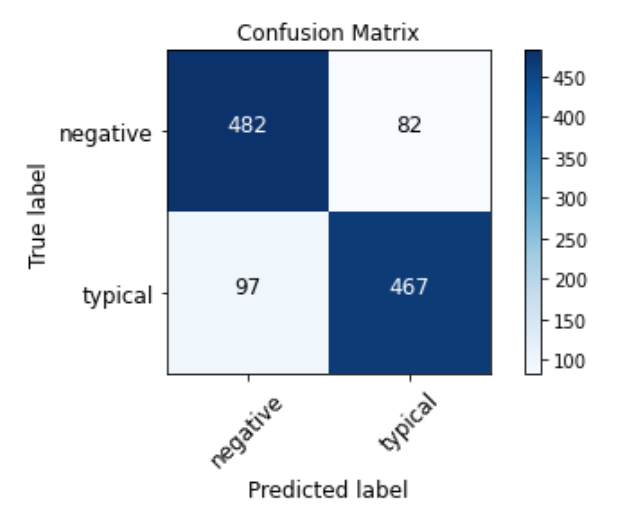 Confusion Matrix
True label
negative
typical
482 82
97 467
negative typical
Predicted label
450
400
350
300
250
200
150
100